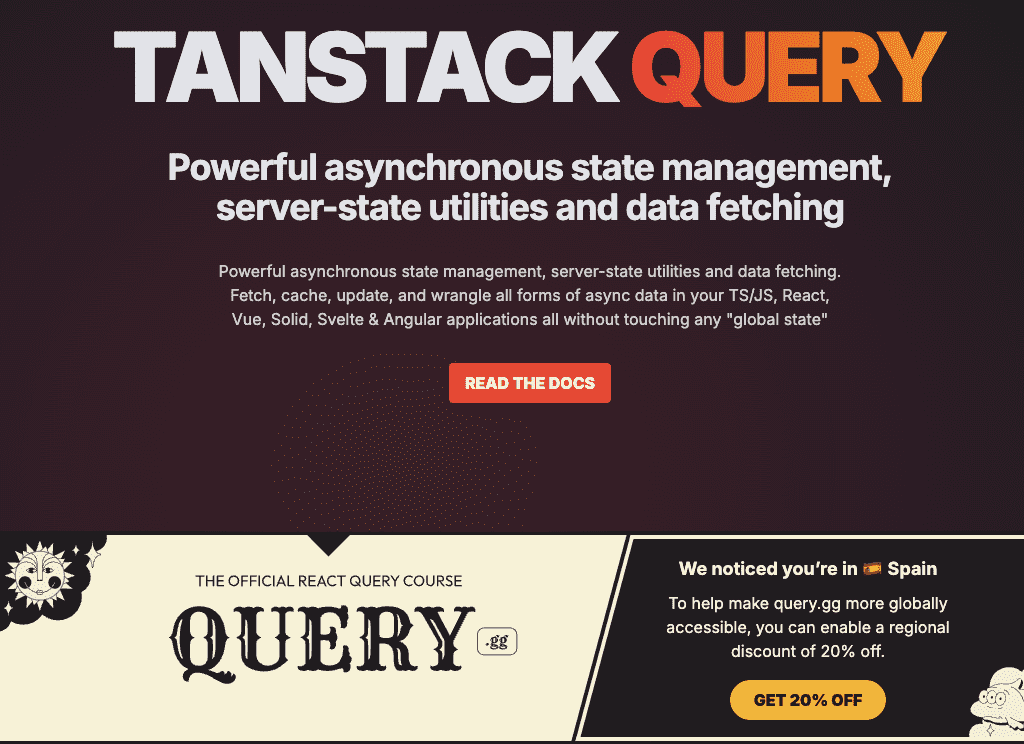 TANSTACK QUERY
Powerful asynchronous state management,
server-state utilities and data fetching
Powerful asynchronous state management, server-state utilities and data fetching.
Fetch, cache, update, and wrangle all forms of async data in your TS/JS, React,
Vue, Solid, Svelte & Angular applications all without touching any "global state"
READ THE DOCS
THE OFFICIAL REACT QUERY COURSE
QUERY
.gg
We noticed you’re in 🇪🇸 Spain
To help make query.gg more globally
accessible, you can enable a regional
discount of 20% off.
GET 20% OFF